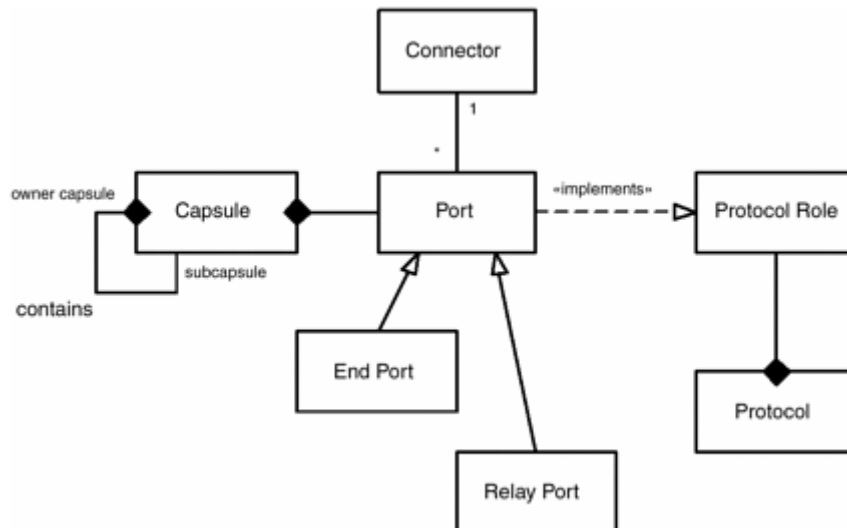 Connector
1
*
owner capsule
Capsule
Port
«implements»
Protocol Role
subcapsule
contains
End Port
Protocol
Relay Port